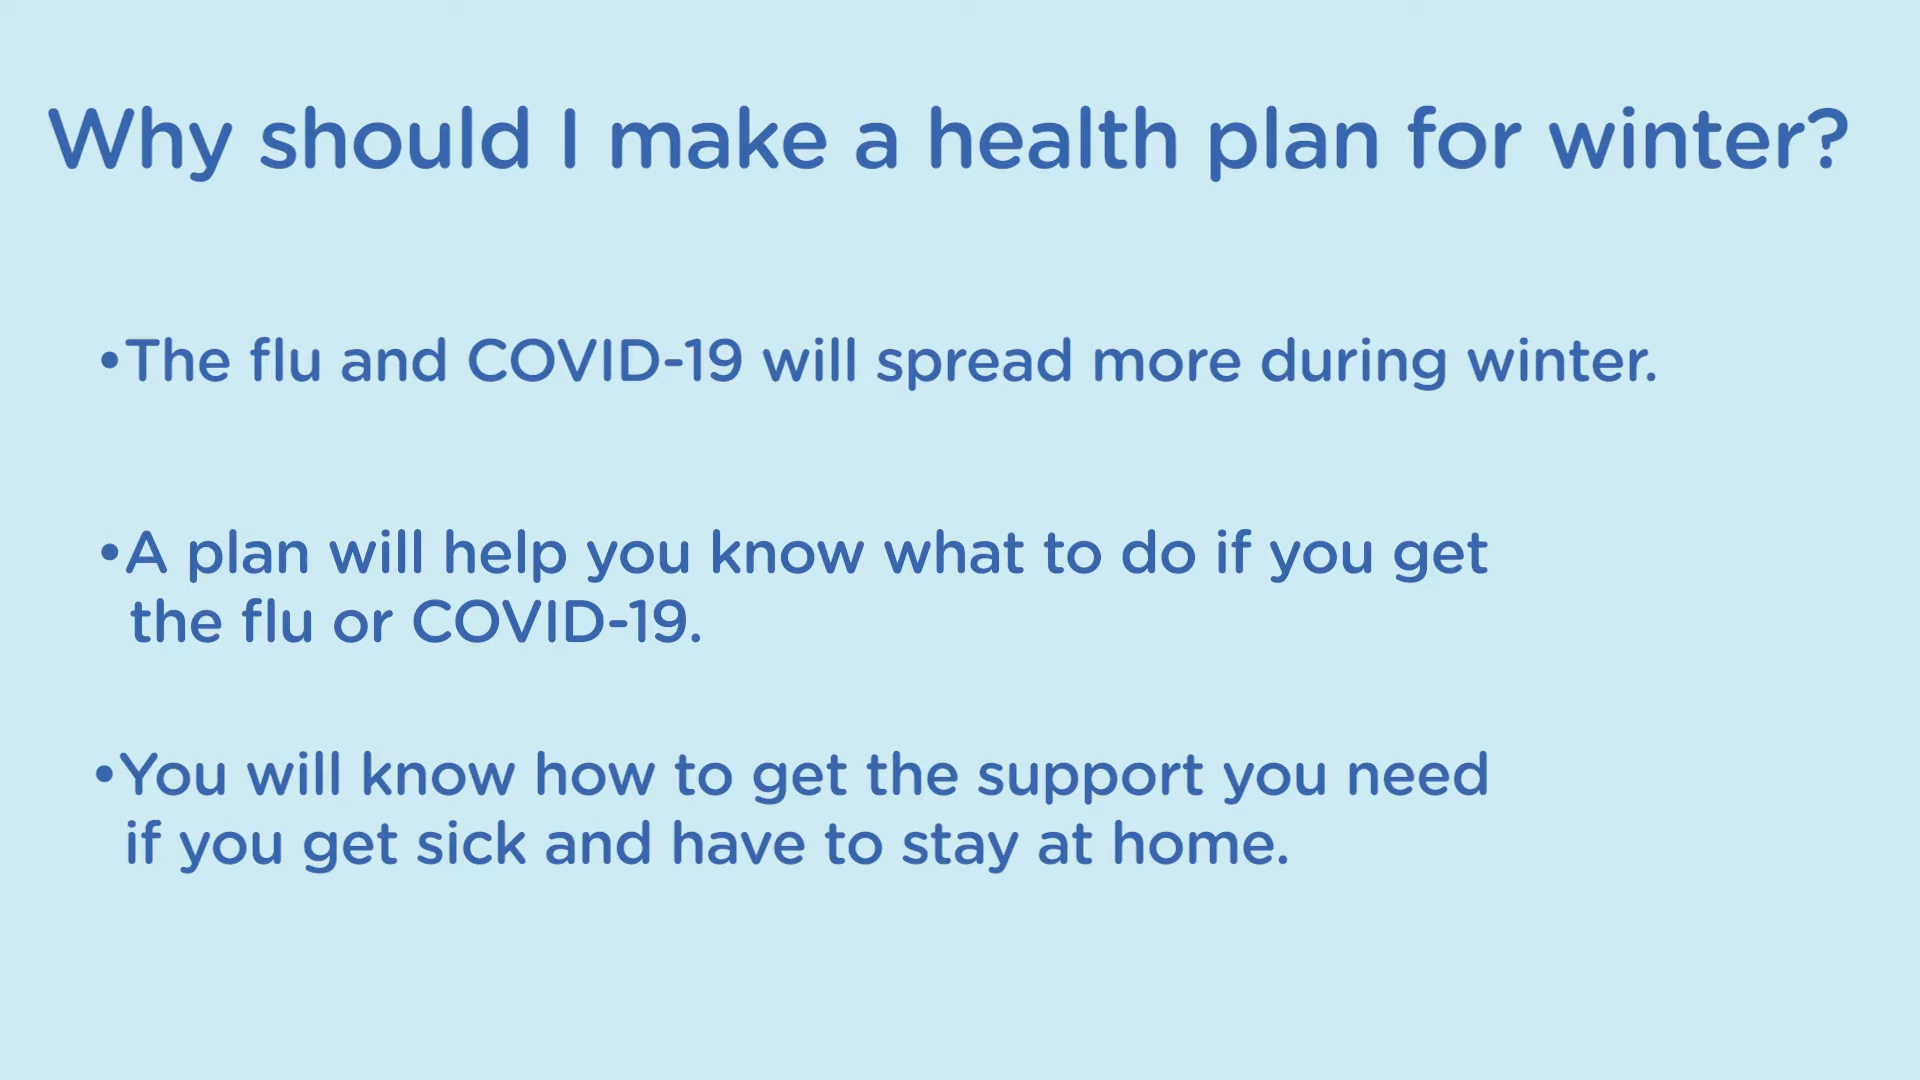 Why should I make a health plan for winter?
•The flu and COVID-19 will spread more during winter.
•A plan will help you know what to do if you get
the flu or COVID-19.
•You will know how to get the support you need
if you get sick and have to stay at home.